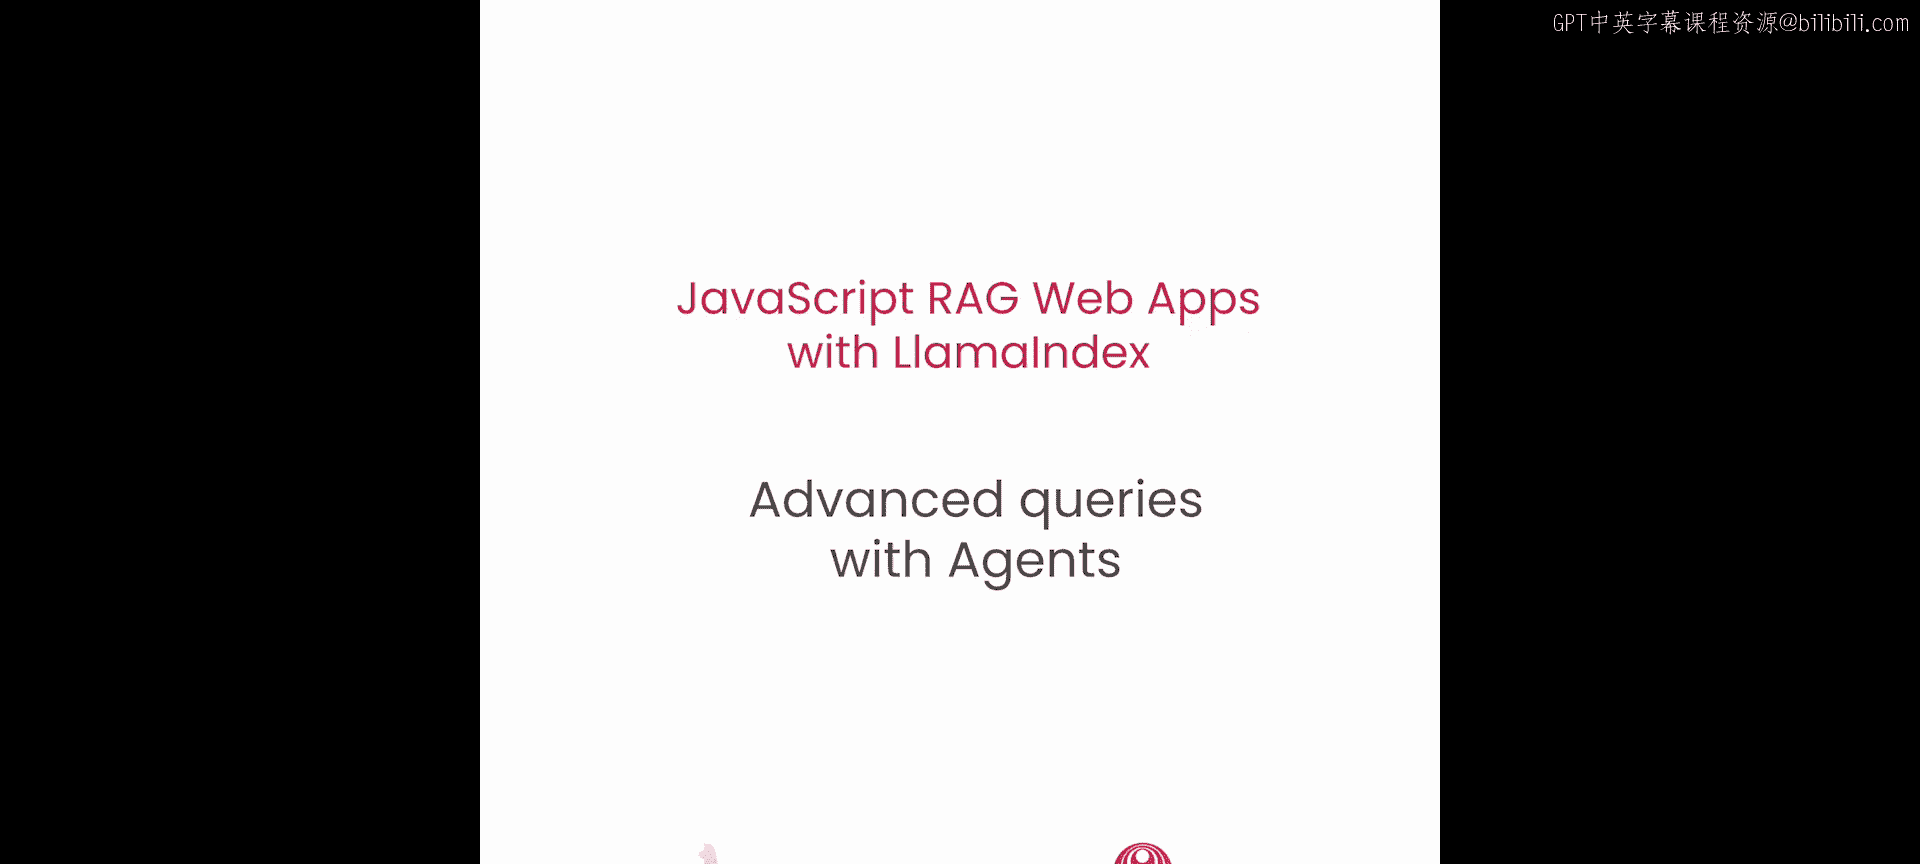 GPT中英字幕课程资源@bilibili.com
JavaScript RAG Web Apps
with LlamaIndex
Advanced queries
with Agents